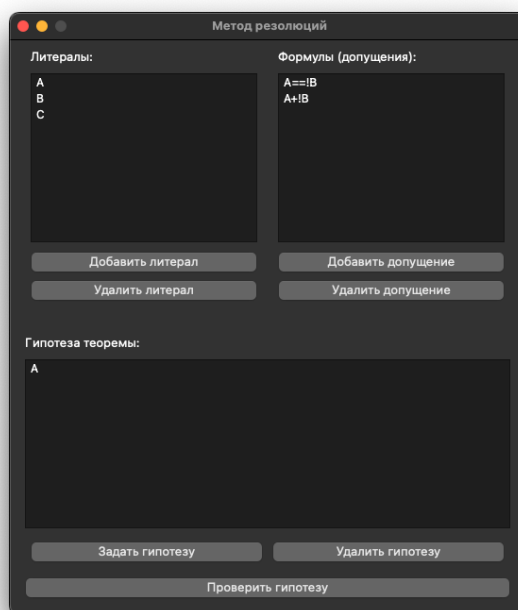 Метод резолюций
Литералы:
A
B
C
Добавить литерал
Удалить литерал
Формулы (допущения):
A==!B
A+!B
Добавить допущение
Удалить допущение
Гипотеза теоремы:
A
Задать гипотезу
Удалить гипотезу
Проверить гипотезу